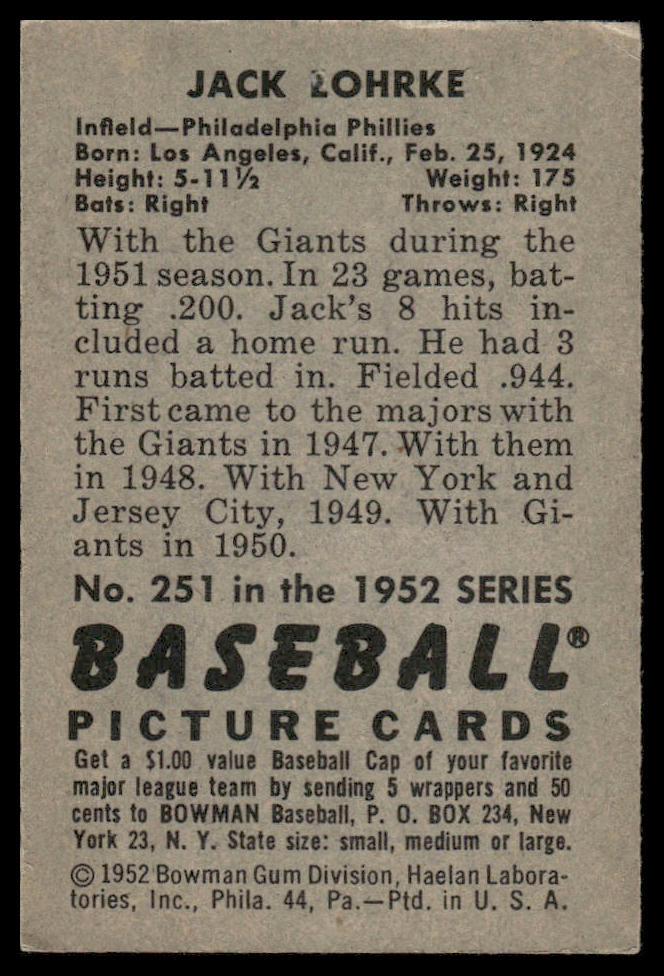 JACK LOHRKE
Infield—Philadelphia Phillies
Born: Los Angeles, Calif., Feb. 25, 1924
Height: 5-11½ Weight: 175
Bats: Right Throws: Right
With the Giants during the
1951 season. In 23 games, bat-
ting .200. Jack's 8 hits in-
cluded a home run. He had 3
runs batted in. Fielded .944.
First came to the majors with
the Giants in 1947. With them
in 1948. With New York and
Jersey City, 1949. With Gi-
ants in 1950.
No. 251 in the 1952 SERIES
BASEBALL®
PICTURE CARDS
Get a $1.00 value Baseball Cap of your favorite
major league team by sending 5 wrappers and 50
cents to BOWMAN Baseball, P. O. BOX 234, New
York 23, N. Y. State size: small, medium or large.
© 1952 Bowman Gum Division, Haelan Labora-
tories, Inc., Phila. 44, Pa.—Ptd. in U. S. A.